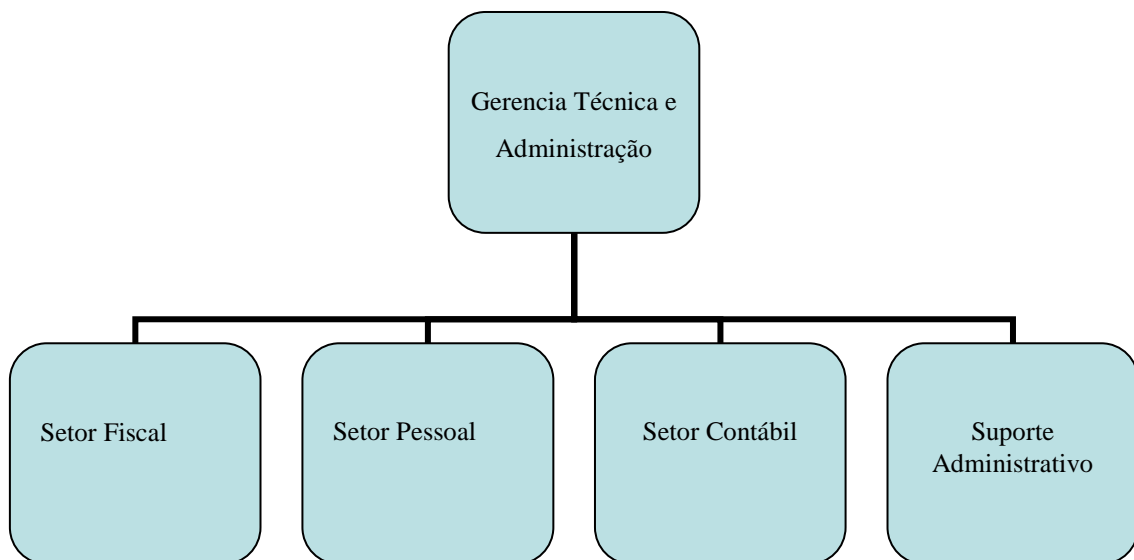 Gerencia Técnica e
Administração
Setor Fiscal
Setor Pessoal
Setor Contábil
Suporte
Administrativo